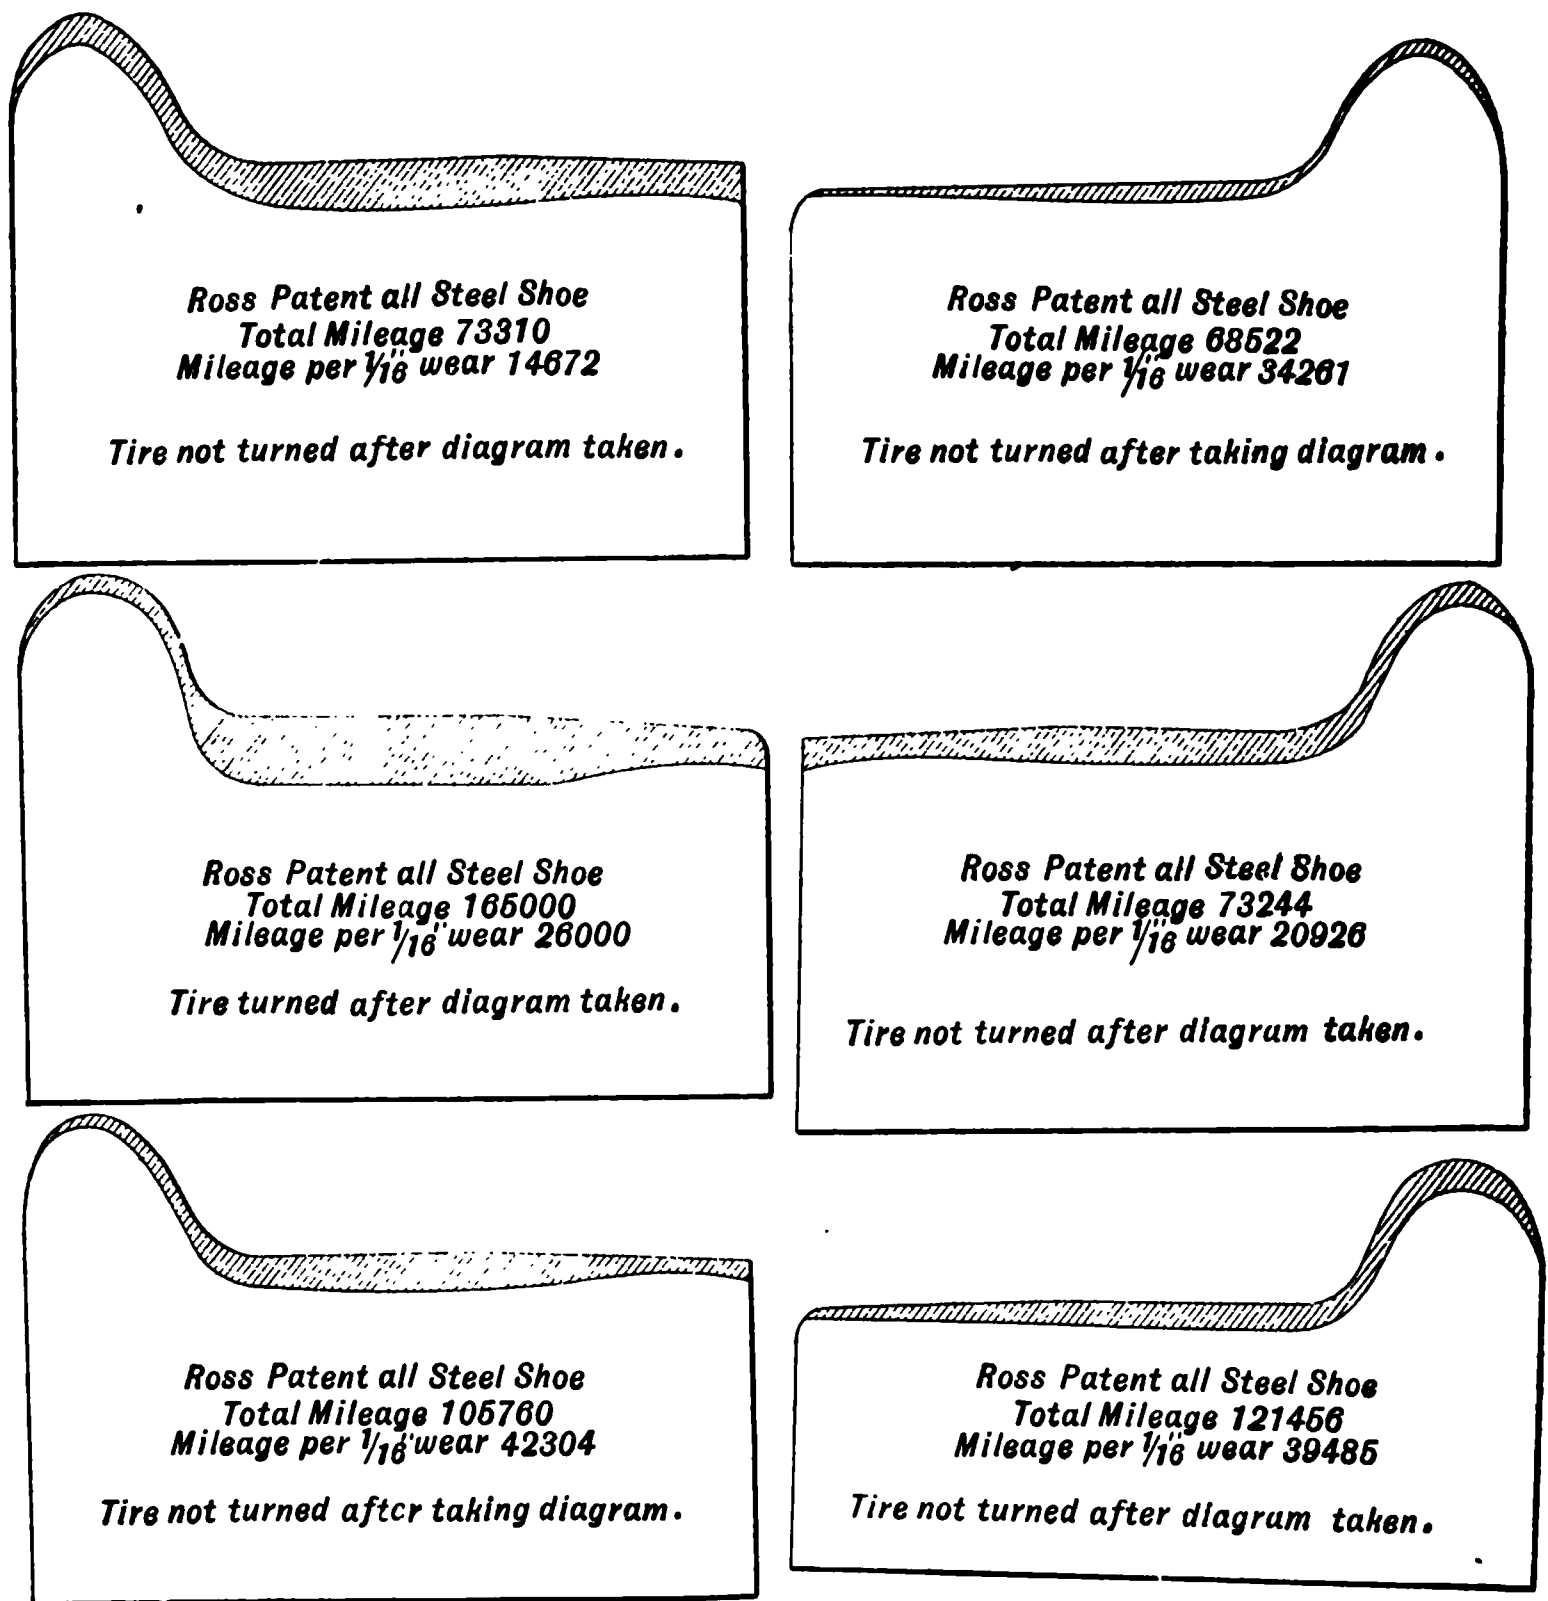 Ross Patent all Steel Shoe
Total Mileage 73310
Mileage per 1/16" wear 14672
Tire not turned after diagram taken.
Ross Patent all Steel Shoe
Total Mileage 68522
Mileage per 1/16" wear 34261
Tire not turned after taking diagram.
Ross Patent all Steel Shoe
Total Mileage 165000
Mileage per 1/16" wear 26000
Tire turned after diagram taken.
Ross Patent all Steel Shoe
Total Mileage 73244
Mileage per 1/16" wear 20926
Tire not turned after diagram taken.
Ross Patent all Steel Shoe
Total Mileage 105760
Mileage per 1/16" wear 42304
Tire not turned after taking diagram.
Ross Patent all Steel Shoe
Total Mileage 121456
Mileage per 1/16" wear 39485
Tire not turned after diagram taken.